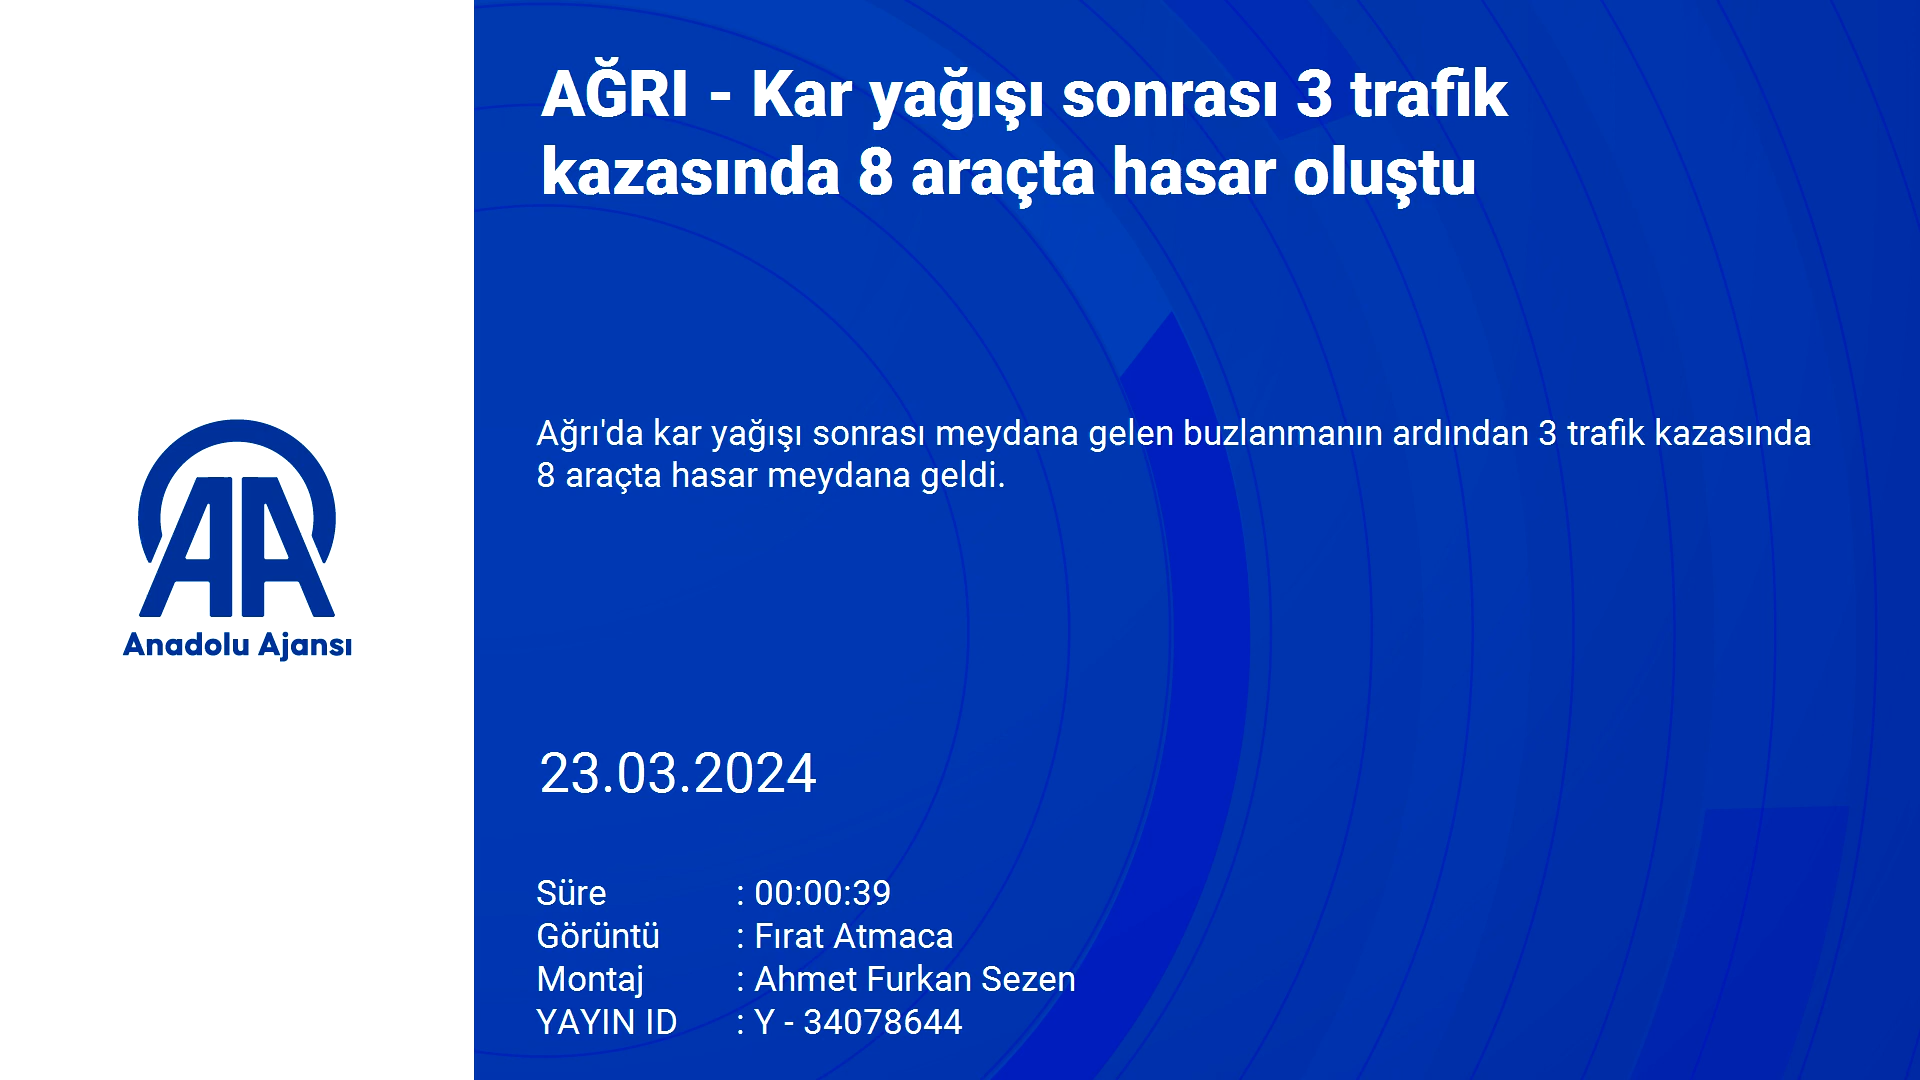 AĞRI - Kar yağışı sonrası 3 trafik
kazasında 8 araçta hasar oluştu
Ağrı'da kar yağışı sonrası meydana gelen buzlanmanın ardından 3 trafik kazasında
8 araçta hasar meydana geldi.
AA
Anadolu Ajansı
23.03.2024
Süre : 00:00:39
Görüntü : Fırat Atmaca
Montaj : Ahmet Furkan Sezen
YAYIN ID : Y - 34078644